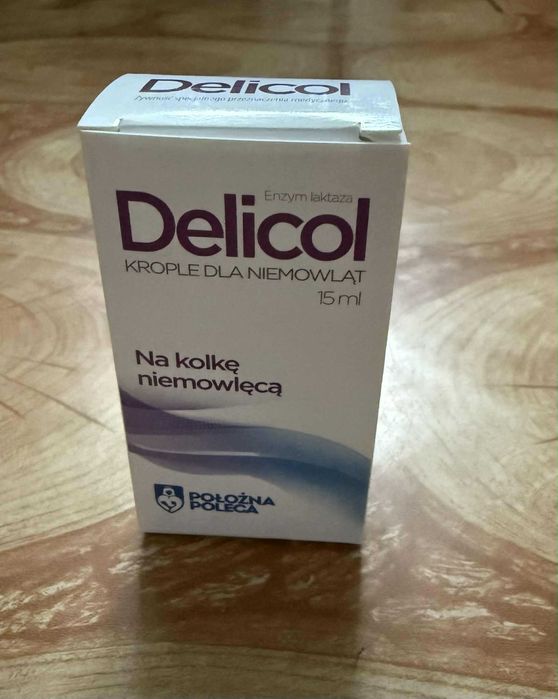 Delicol
Żywność specjalnego przeznaczenia medycznego
Enzym laktaza
Delicol
KROPLE DLA NIEMOWLĄT
15 ml
Na kolkę
niemowlęcą
POŁOŻNA
POLECA